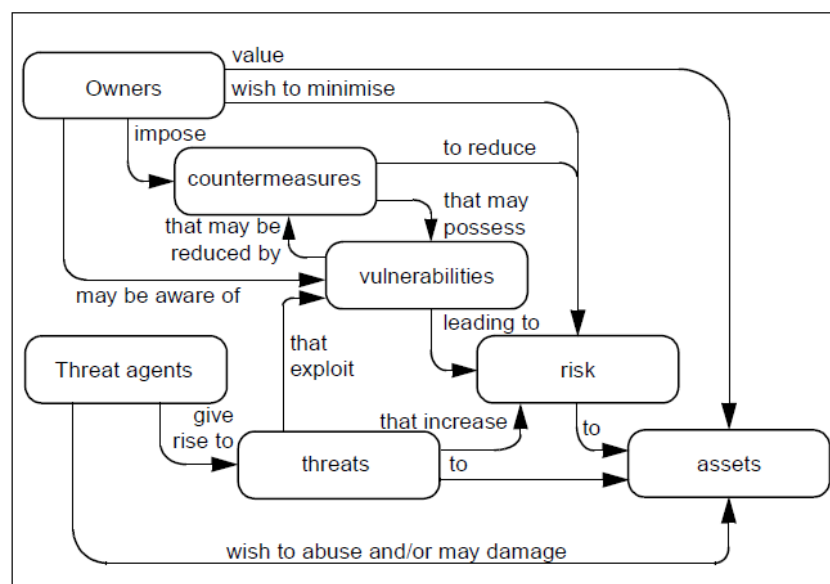 value
Owners
wish to minimise
impose
to reduce
countermeasures
that may be
reduced by
that may
possess
vulnerabilities
may be aware of
leading to
that
exploit
Threat agents
risk
give
rise to
that increase
to
threats
to
assets
wish to abuse and/or may damage